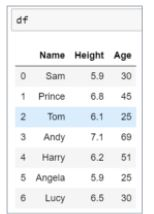 df
Name Height Age
0 Sam 5.9 30
1 Prince 6.8 45
2 Tom 6.1 25
3 Andy 7.1 69
4 Harry 6.2 51
5 Angela 5.9 25
6 Lucy 6.5 30